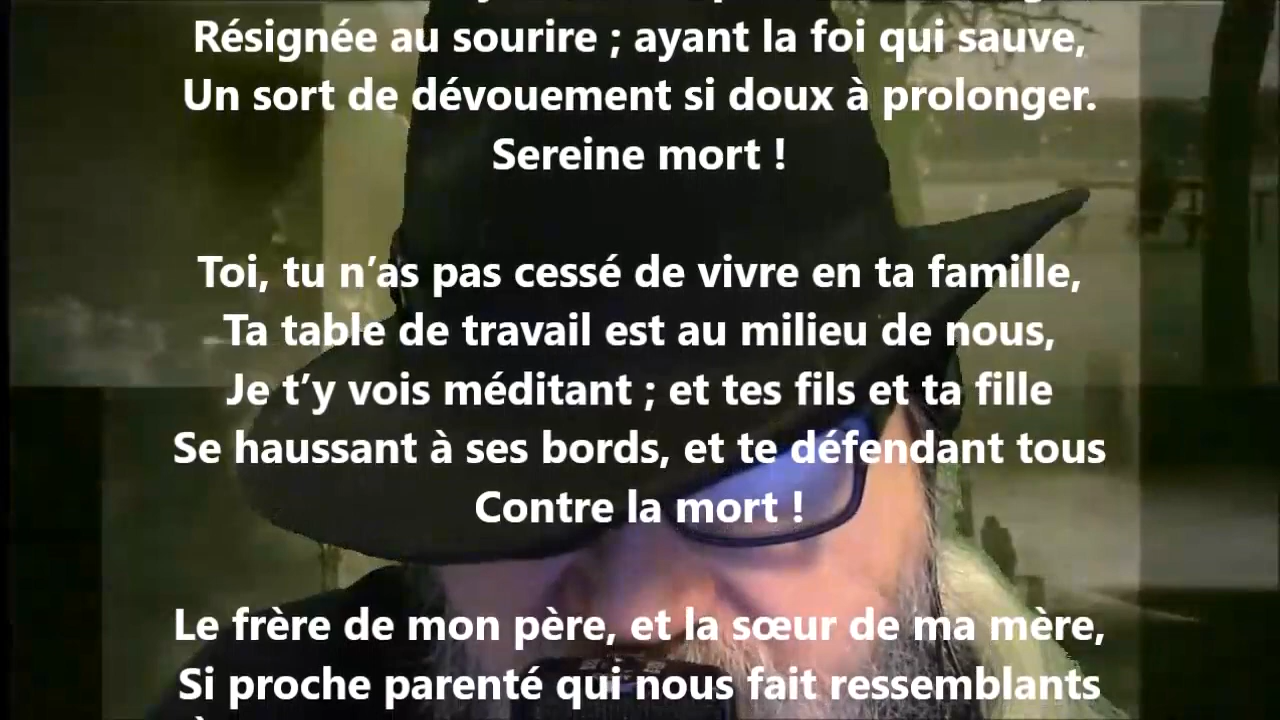 Résignée au sourire ; ayant la foi qui sauve,
Un sort de dévouement si doux à prolonger.
Sereine mort !
Toi, tu n’as pas cessé de vivre en ta famille,
Ta table de travail est au milieu de nous,
Je t’y vois méditant ; et tes fils et ta fille
Se haussant à ses bords, et te défendant tous
Contre la mort !
Le frère de mon père, et la sœur de ma mère,
Si proche parenté qui nous fait ressemblants